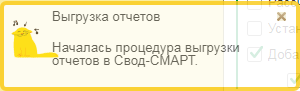 Выгрузка отчетов
Началась процедура выгрузки
отчетов в Свод-СМАРТ.